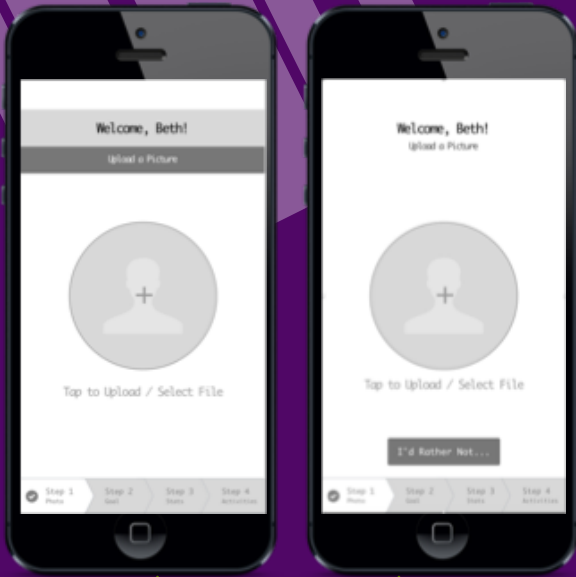 Welcome, Beth!
Upload a Picture
Tap to Upload / Select File
Step 1 Step 2 Step 3 Step 4
Photo Goal Stats Activities
Welcome, Beth!
Upload a Picture
Tap to Upload / Select File
I'd Rather Not...
Step 1 Step 2 Step 3 Step 4
Photo Goal Stats Activities